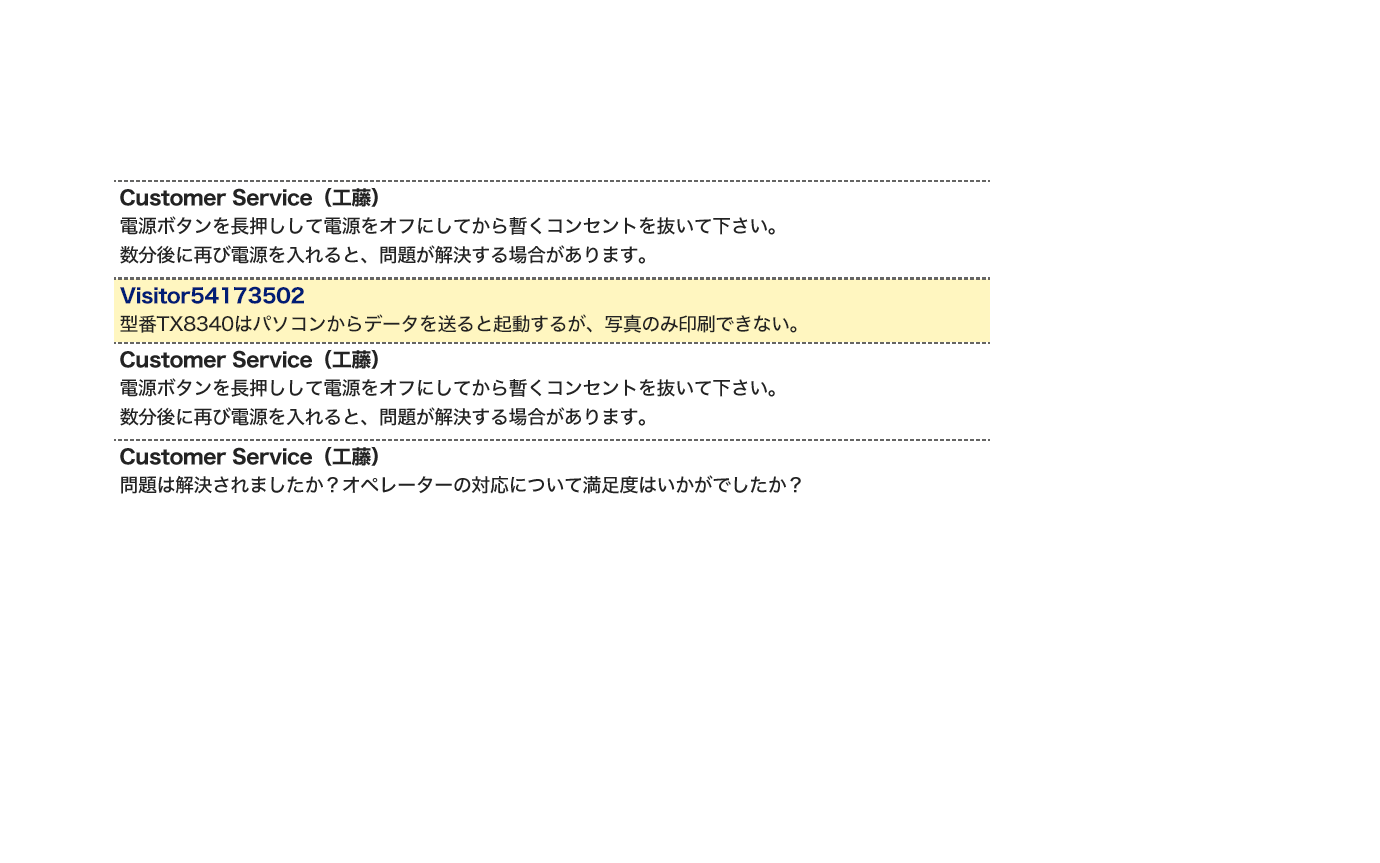 Customer Service（工藤）
電源ボタンを長押しして電源をオフにしてから暫くコンセントを抜いて下さい。
数分後に再び電源を入れると、問題が解決する場合があります。
Visitor54173502
型番TX8340はパソコンからデータを送ると起動するが、写真のみ印刷できない。
Customer Service（工藤）
電源ボタンを長押しして電源をオフにしてから暫くコンセントを抜いて下さい。
数分後に再び電源を入れると、問題が解決する場合があります。
Customer Service（工藤）
問題は解決されましたか？オペレーターの対応について満足度はいかがでしたか？